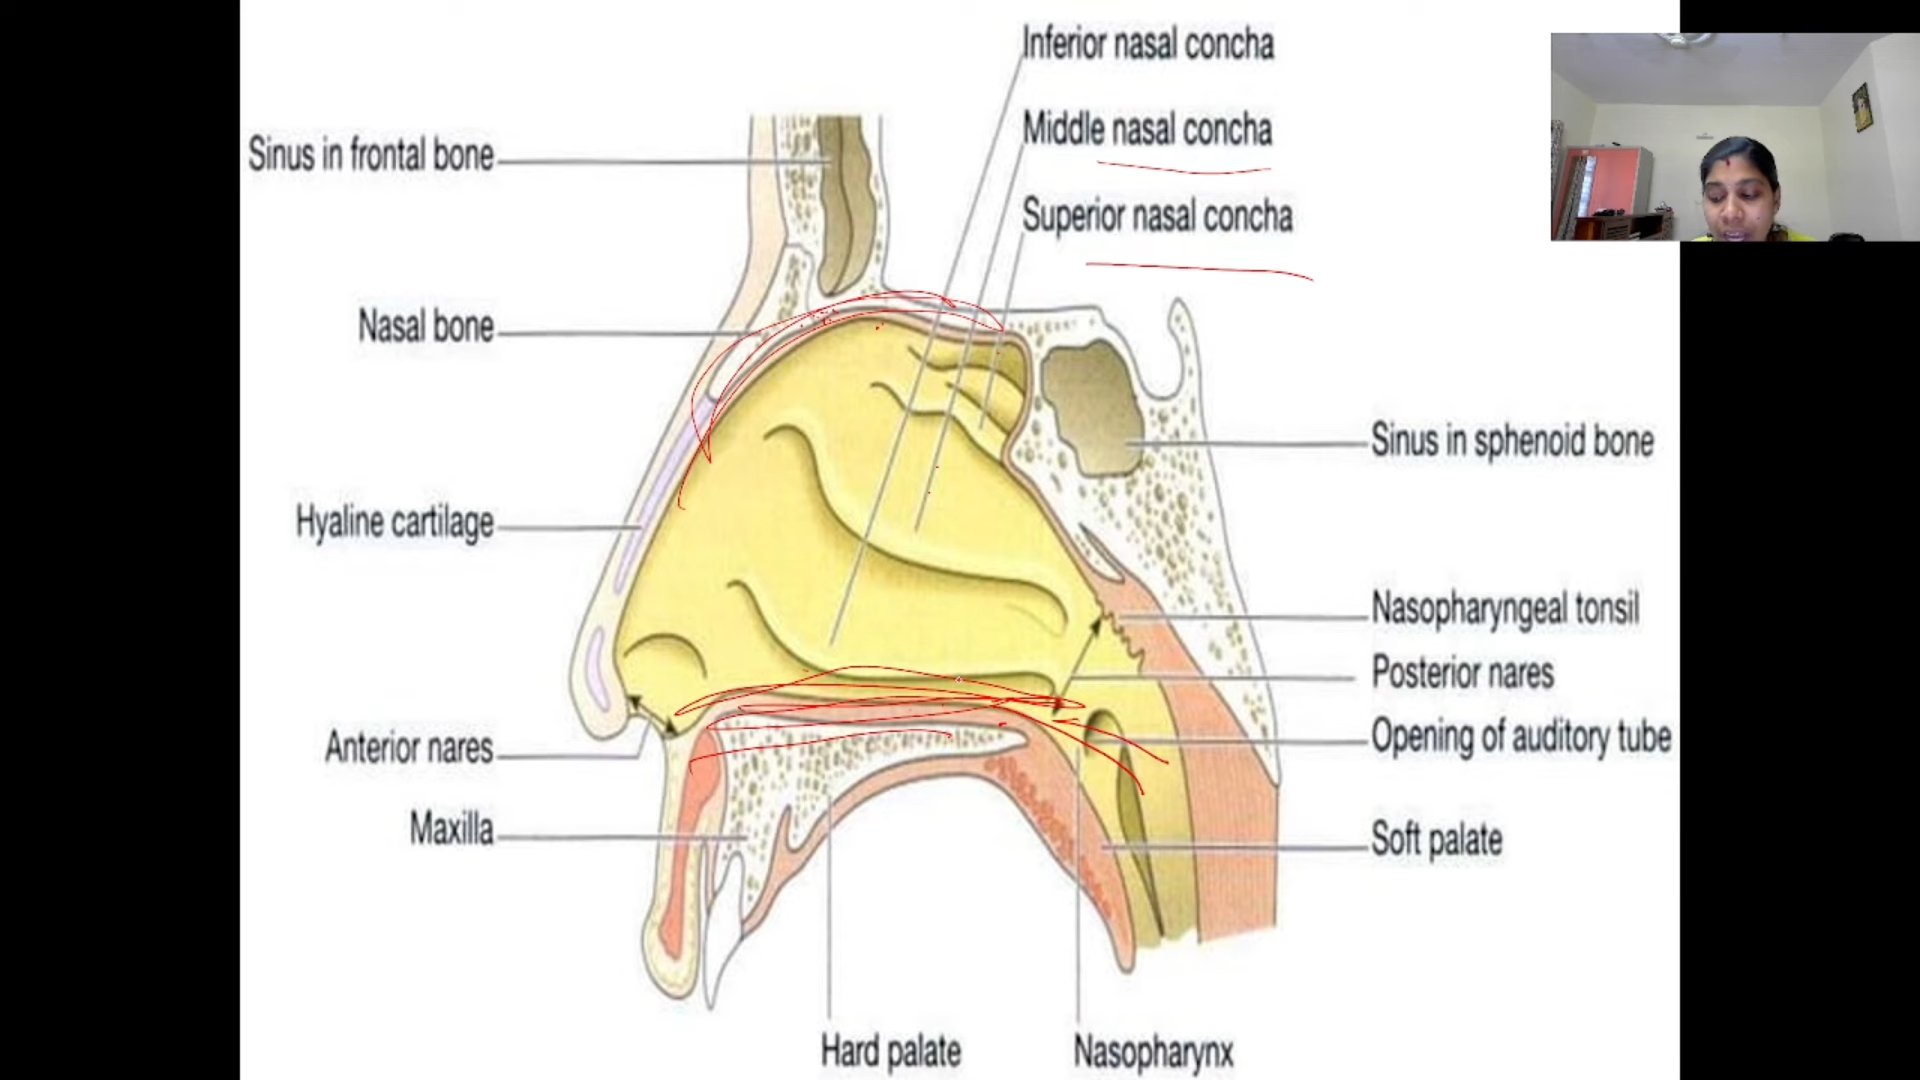 Inferior nasal concha
Middle nasal concha
Sinus in frontal bone
Superior nasal concha
Nasal bone
Sinus in sphenoid bone
Hyaline cartilage
Nasopharyngeal tonsil
Posterior nares
Anterior nares
Opening of auditory tube
Maxilla
Soft palate
Hard palate
Nasopharynx